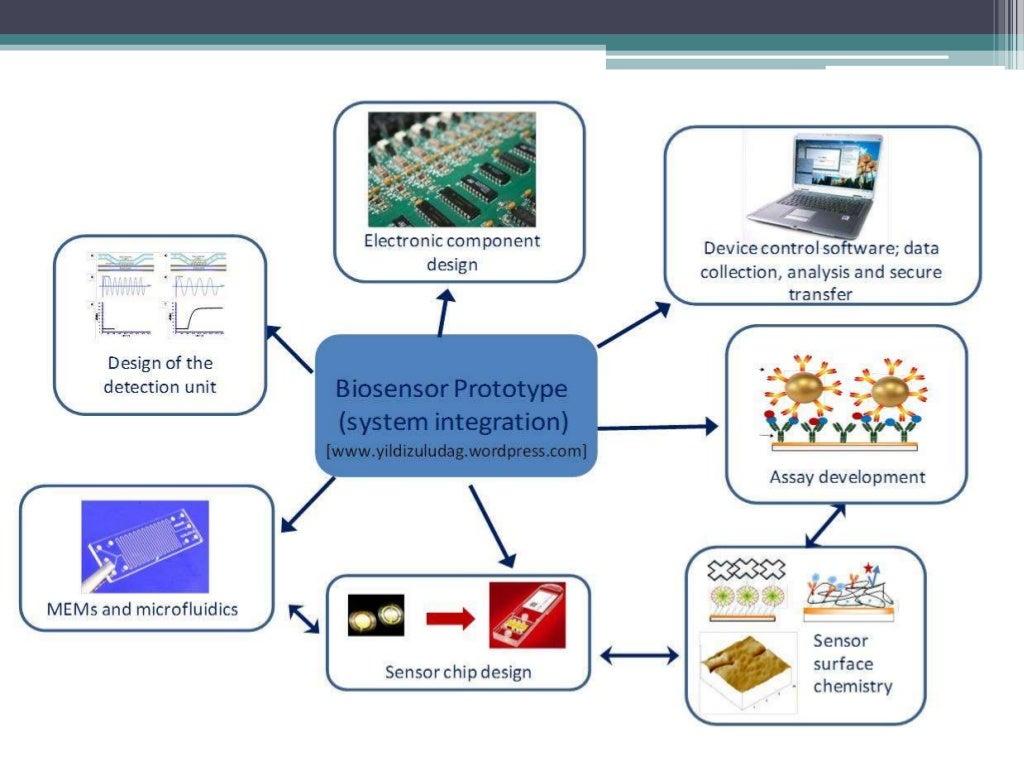 Electronic component
design
Device control software; data
collection, analysis and secure
transfer
Design of the
detection unit
Biosensor Prototype
(system integration)
[www.yildizuludag.wordpress.com]
Assay development
MEMs and microfluidics
Sensor chip design
Sensor
surface
chemistry